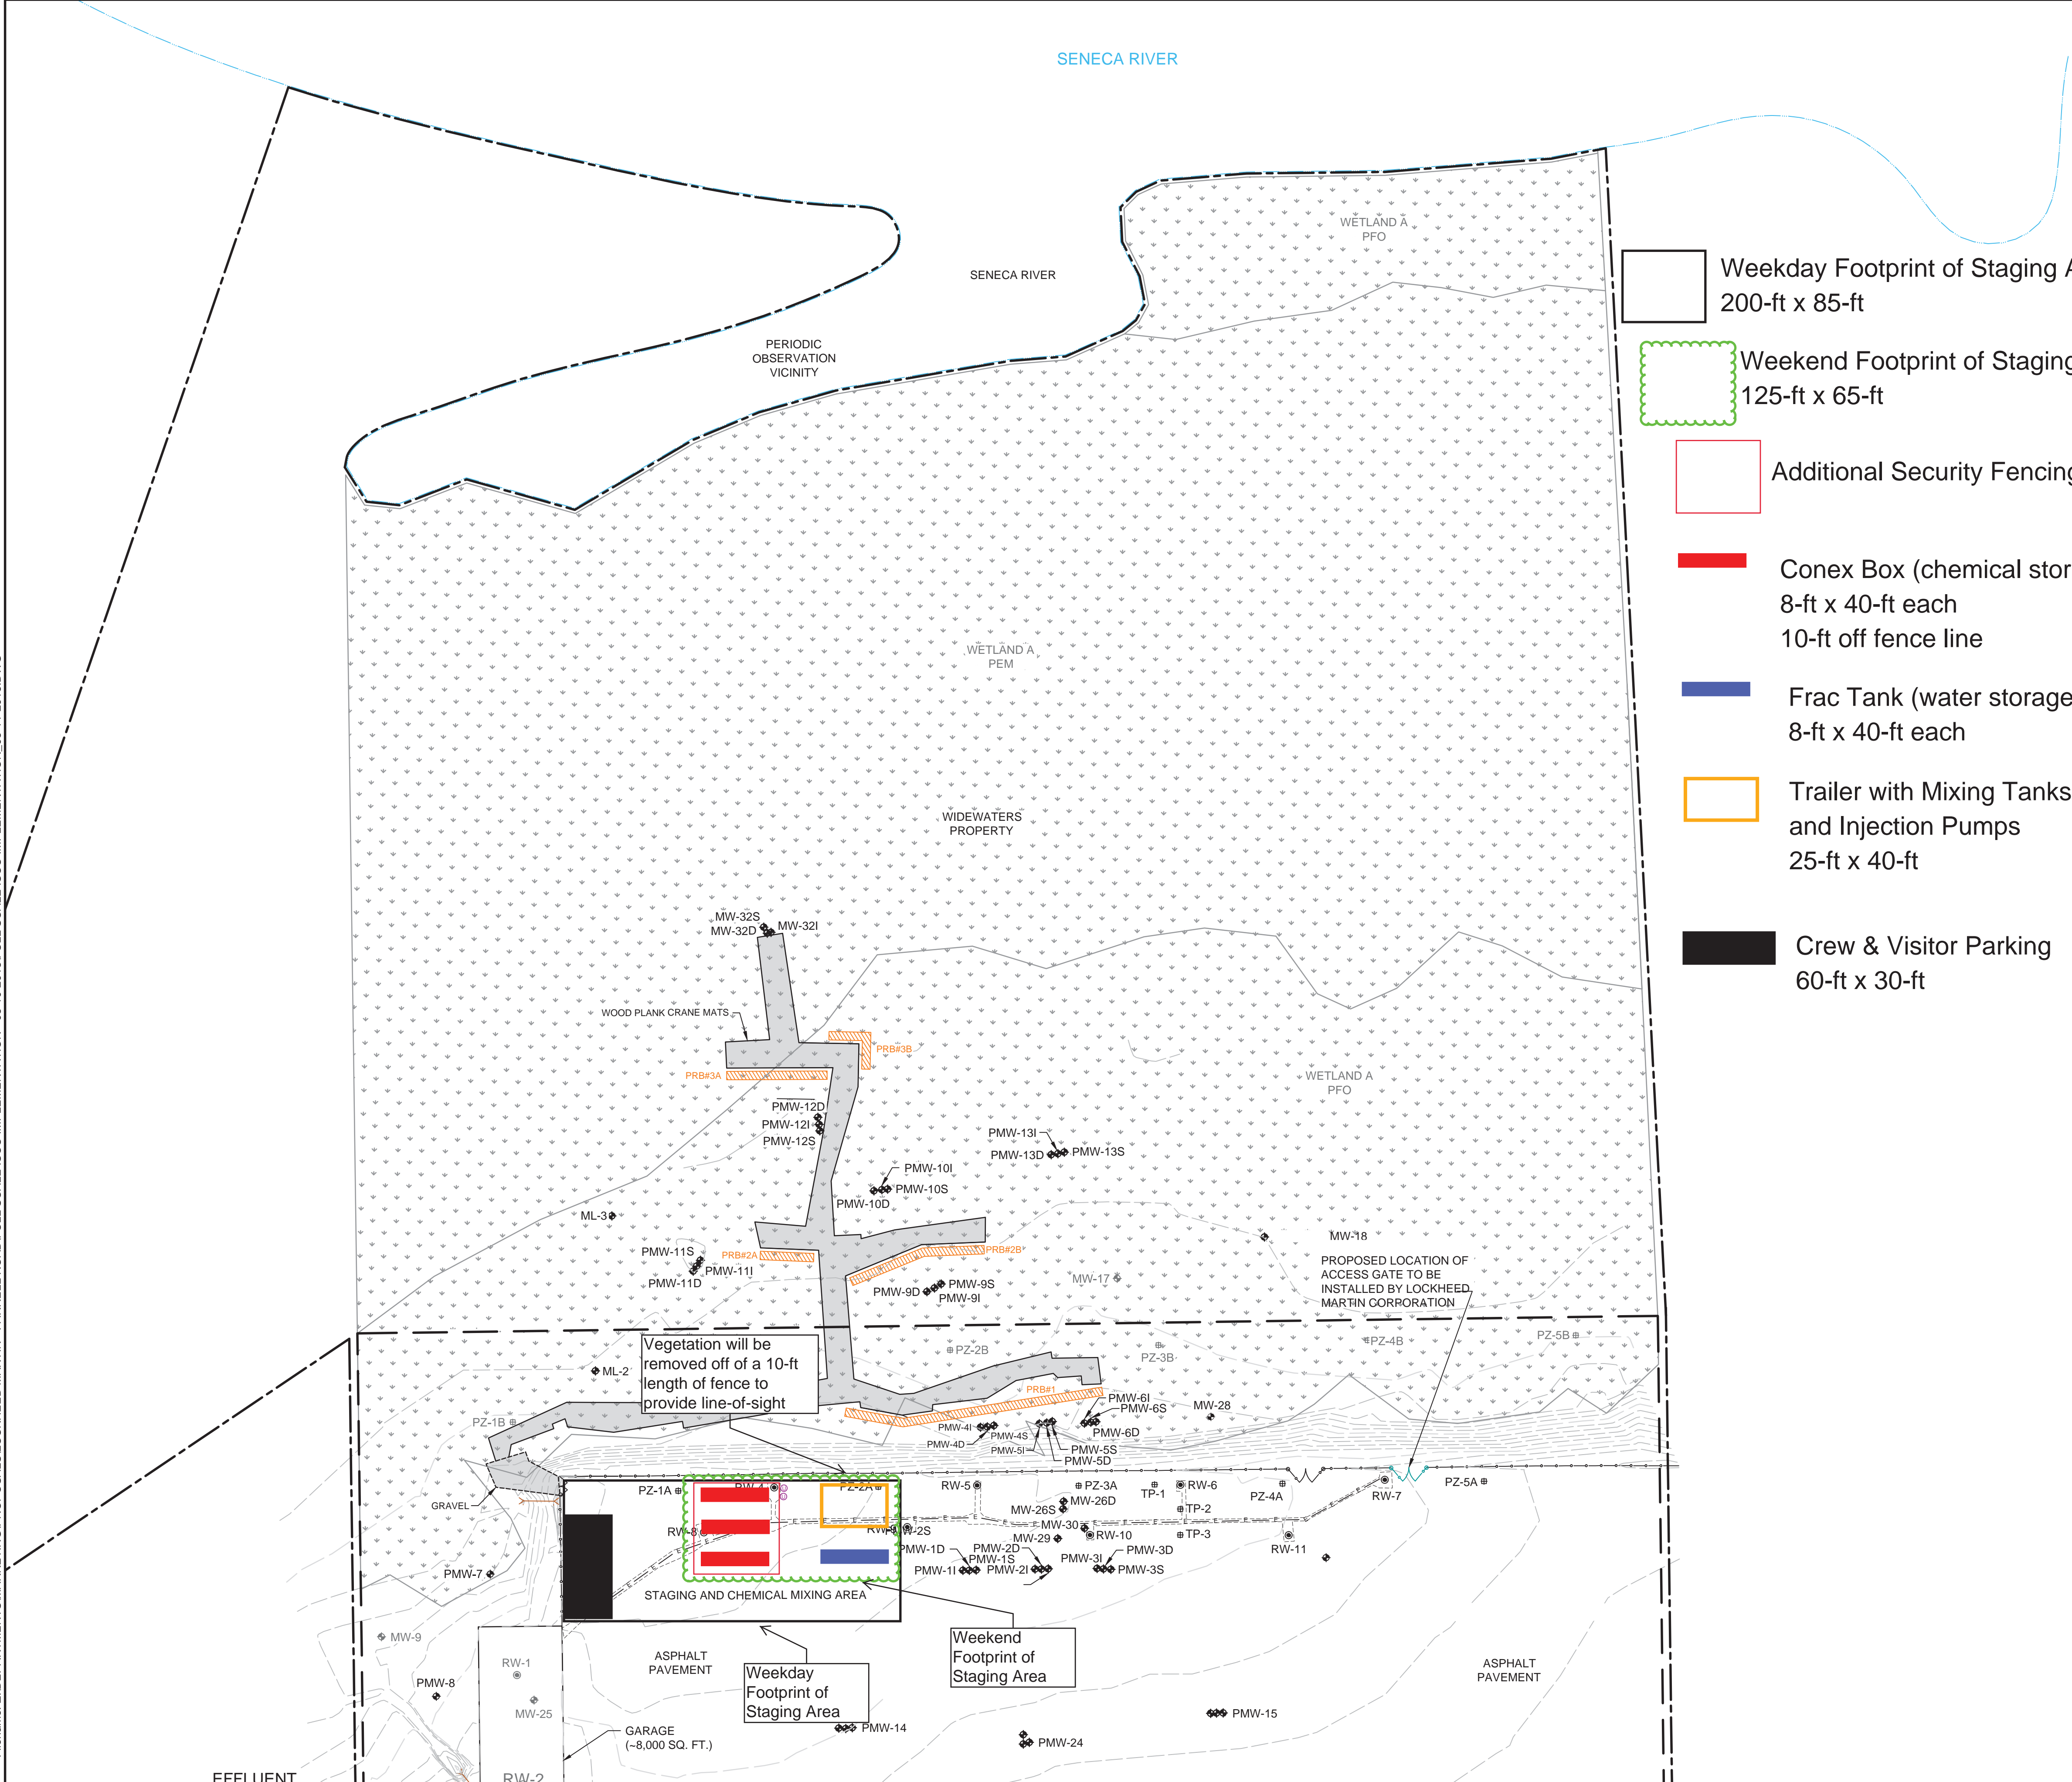 SENECA RIVER
WETLAND A
PFO
SENECA RIVER
PERIODIC
OBSERVATION
VICINITY
Weekday Footprint of Staging
200-ft x 85-ft
Weekend Footprint of Staging
125-ft x 65-ft
Additional Security Fencing
Conex Box (chemical
8-ft x 40-ft each
10-ft off fence line
Frac Tank (water storage
8-ft x 40-ft each
Trailer with Mixing Tanks
and Injection Pumps
25-ft x 40-ft
Crew & Visitor Parking
60-ft x 30-ft
WETLAND A
PEM
WIDEWATERS
PROPERTY
MW-32S
MW-32D
MW-32I
WOOD PLANK CRANE MATS
PRB#3B
PRB#3A
WETLAND A
PFO
PMW-12D
PMW-12I
PMW-12S
PMW-13I
PMW-13D
PMW-13S
PMW-10I
PMW-10S
PMW-10D
ML-3
PMW-11S
PMW-11I
PMW-11D
PRB#2A
PRB#2B
MW-18
PROPOSED LOCATION OF
ACCESS GATE TO BE
INSTALLED BY LOCKHEED
MARTIN CORPORATION
MW-17
PMW-9S
PMW-9D
PMW-9I
Vegetation will be
removed off of a 10-ft
length of fence to
provide line-of-sight
PZ-2B
PZ-3B
PZ-4B
PZ-5B
ML-2
PRB#1
PMW-6I
PMW-6S
PMW-6D
MW-28
PZ-1B
PMW-4I
PMW-4S
PMW-4D
PMW-5I
PMW-5S
PMW-5D
GRAVEL
PZ-1A
RW-4
PZ-2A
RW-5
PZ-3A
TP-1
RW-6
PZ-4A
RW-7
PZ-5A
MW-26D
MW-26S
TP-2
RW-8
MW-30
RW-10
TP-3
MW-29
RW-11
PMW-1D
PMW-1S
PMW-1I
PMW-2D
PMW-2I
PMW-3I
PMW-3D
PMW-3S
PMW-7
STAGING AND CHEMICAL MIXING AREA
MW-9
RW-1
PMW-8
MW-25
ASPHALT
PAVEMENT
Weekday
Footprint of
Staging Area
Weekend
Footprint of
Staging Area
ASPHALT
PAVEMENT
GARAGE
(~8,000 SQ. FT.)
PMW-14
PMW-24
PMW-15
EFFLUENT
RW-2